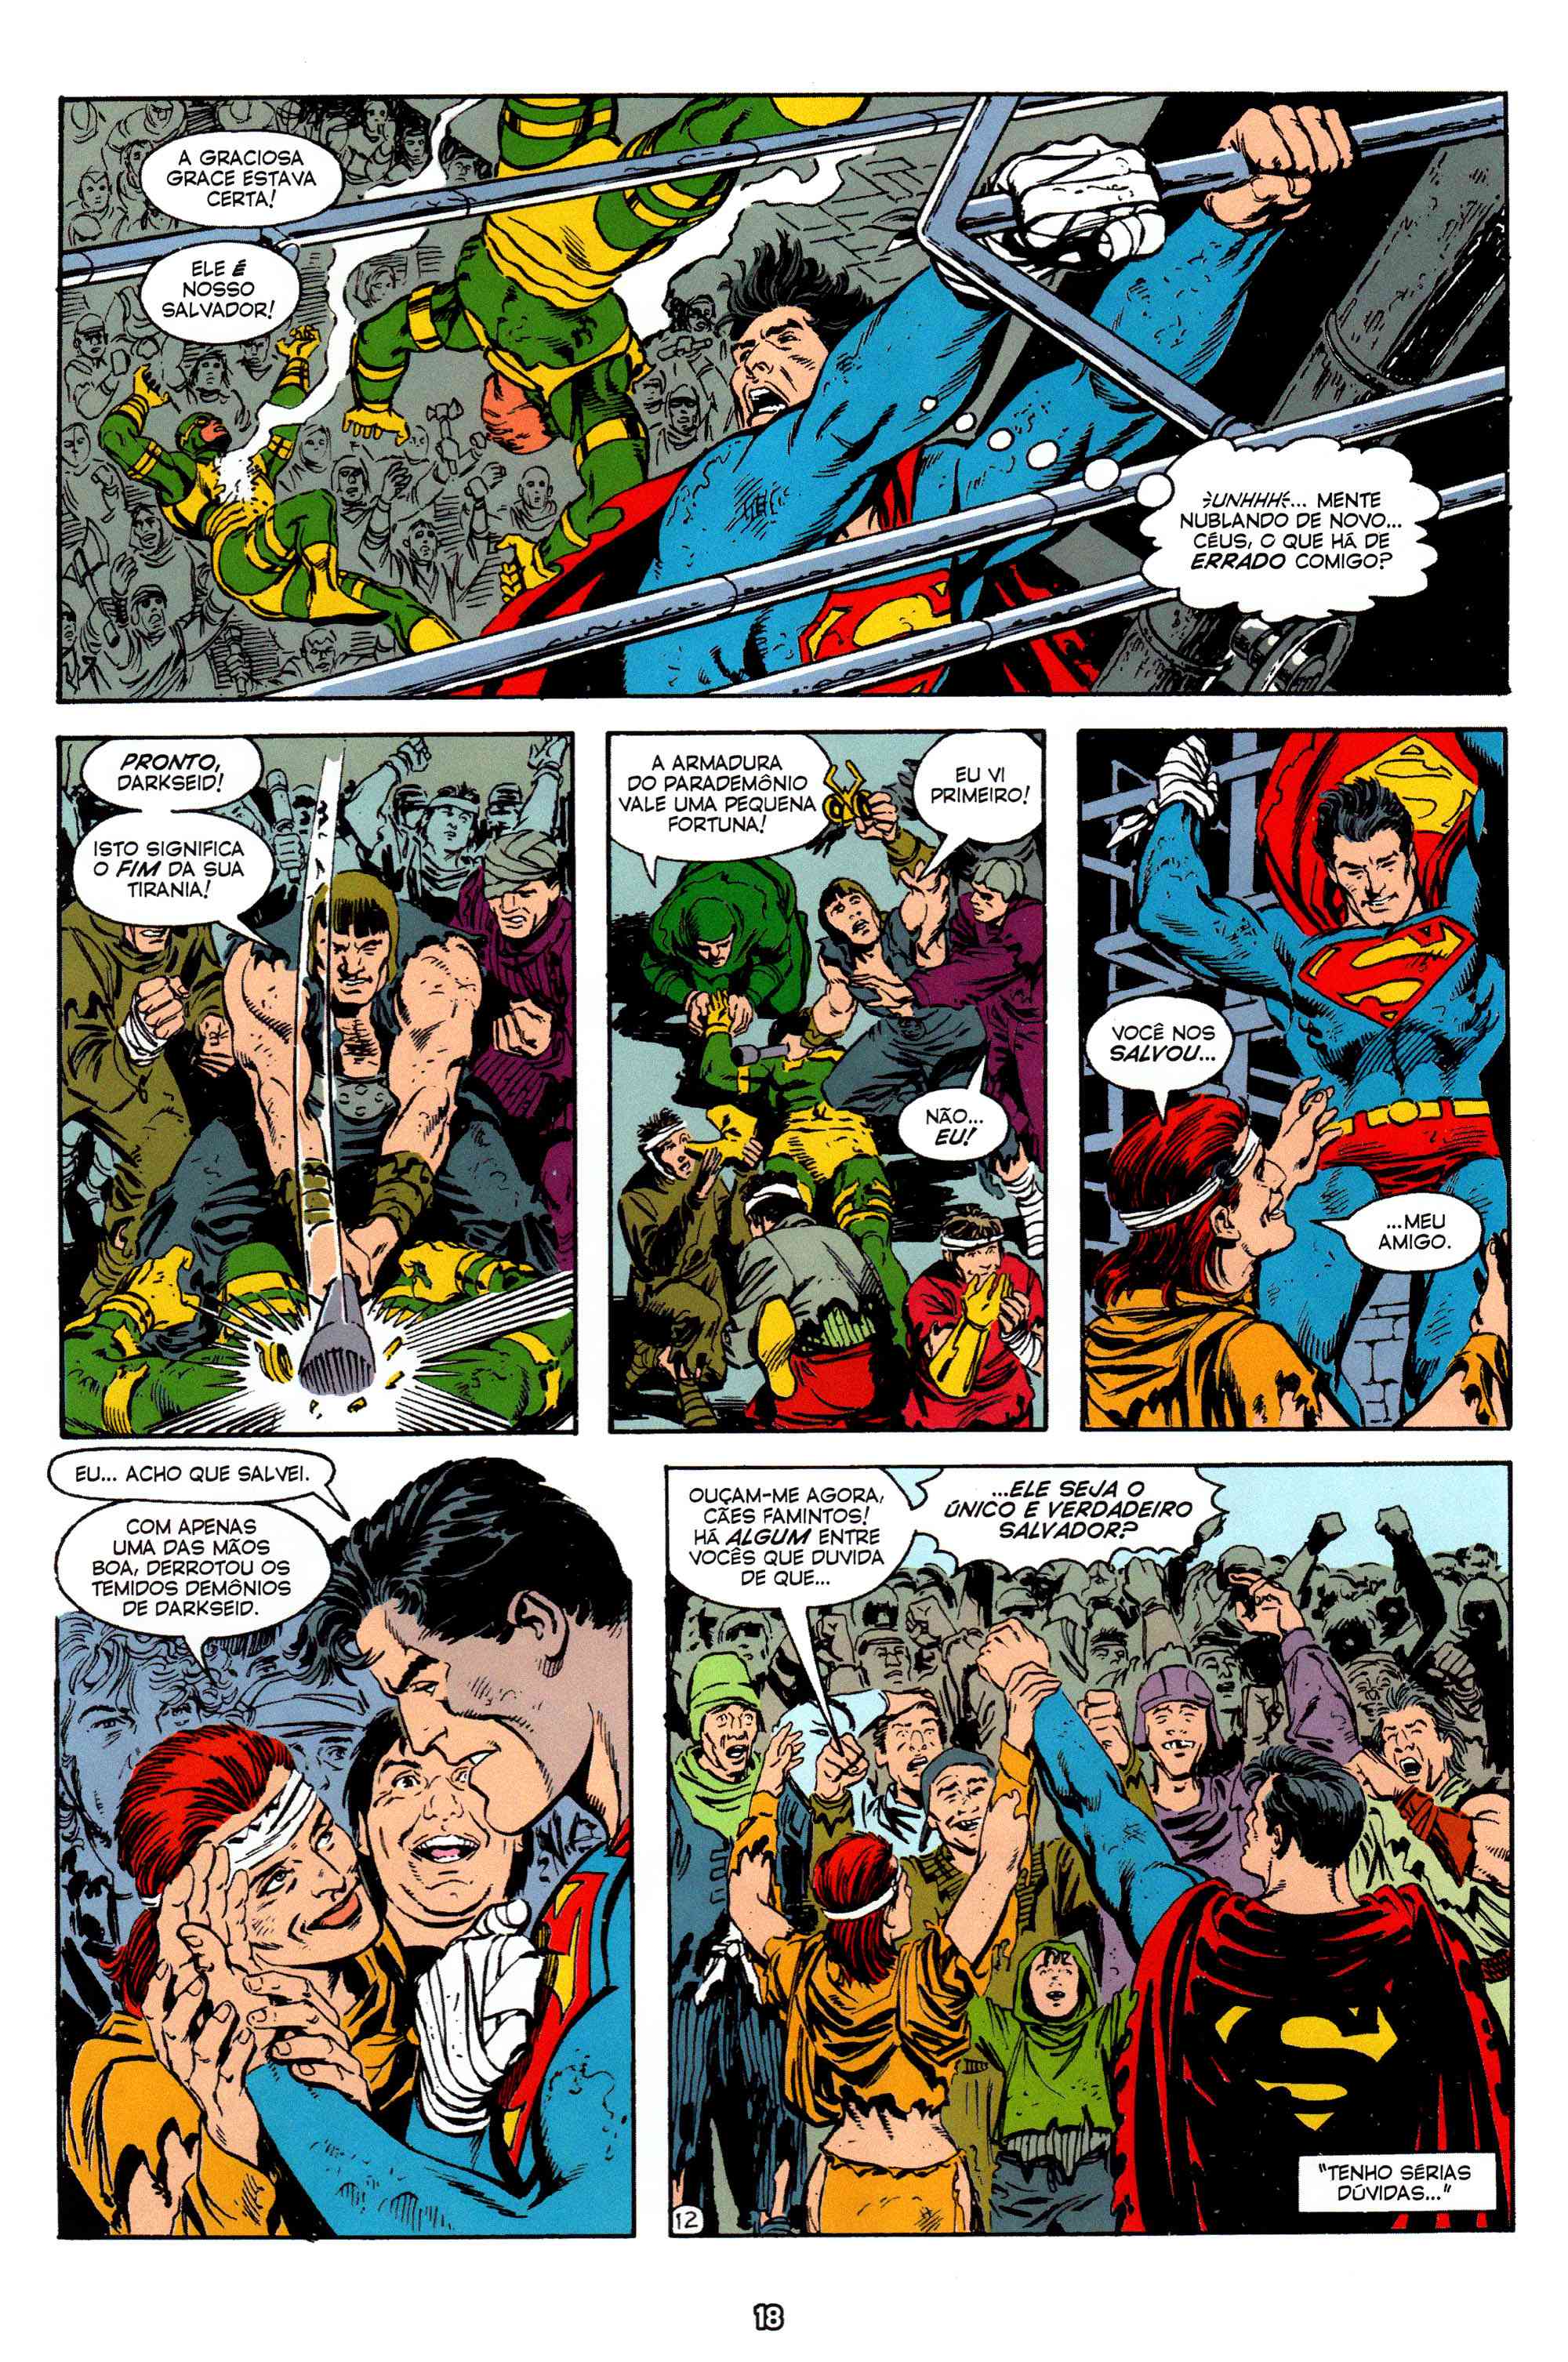 A GRACIOSA
GRACE ESTAVA
CERTA!
ELE É
NOSSO
SALVADOR!
UNHHH... MENTE
NUBLANDO DE NOVO...
CÉUS, O QUE HÁ DE
ERRADO COMIGO?
PRONTO,
DARKSEID!
ISTO SIGNIFICA
O FIM DA SUA
TIRANIA!
A ARMADURA
DO PARADEMÔNIO
VALE UMA PEQUENA
FORTUNA!
EU VI
PRIMEIRO!
NÃO...
EU!
VOCÊ NOS
SALVOU...
...MEU
AMIGO.
EU... ACHO QUE SALVEI.
COM APENAS
UMA DAS MÃOS
BOA, DERROTOU OS
TEMIDOS DEMÔNIOS
DE DARKSEID.
OUÇAM-ME AGORA,
CÃES FAMINTOS!
HÁ ALGUM ENTRE
VOCÊS QUE DUVIDA
DE QUE...
...ELE SEJA O
ÚNICO E VERDADEIRO
SALVADOR?
"TENHO SÉRIAS
DÚVIDAS..."
12
18